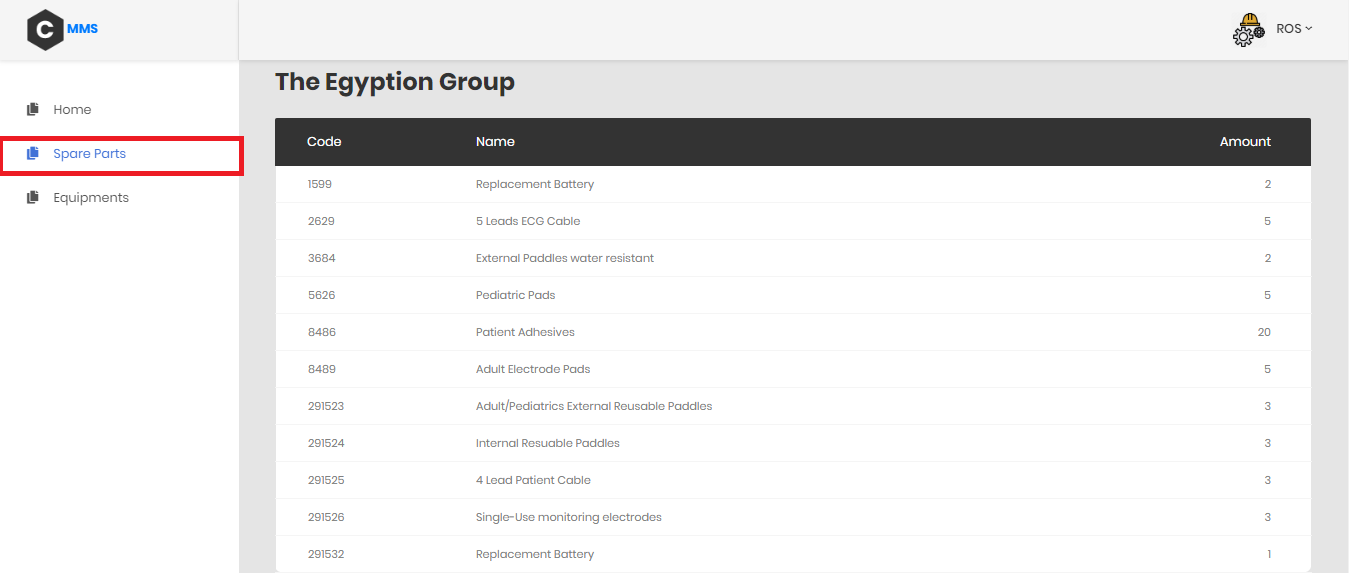 C MMS
ROS
Home
Spare Parts
Equipments
The Egyption Group
Code Name Amount
1599 Replacement Battery 2
2629 5 Leads ECG Cable 5
3684 External Paddles water resistant 2
5626 Pediatric Pads 5
8486 Patient Adhesives 20
8489 Adult Electrode Pads 5
291523 Adult/Pediatrics External Reusable Paddles 3
291524 Internal Resuable Paddles 3
291525 4 Lead Patient Cable 3
291526 Single-Use monitoring electrodes 3
291532 Replacement Battery 1